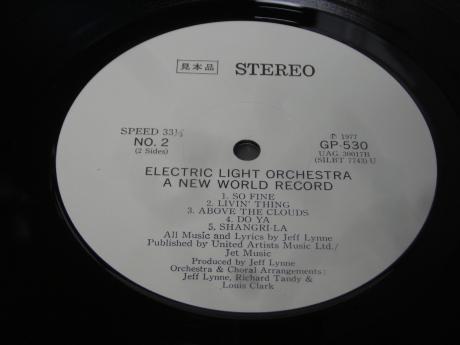 見本品 STEREO
SPEED 33⅓ ℗ 1977
NO. 2 GP-530
(2 Sides) UAG 30017B
(SILBT 7743) U
ELECTRIC LIGHT ORCHESTRA
A NEW WORLD RECORD
1. SO FINE
2. LIVIN' THING
3. ABOVE THE CLOUDS
4. DO YA
5. SHANGRI-LA
All Music and Lyrics by Jeff Lynne
Published by United Artists Music Ltd./
Jet Music
Produced by Jeff Lynne
Orchestra & Choral Arrangements:
Jeff Lynne, Richard Tandy &
Louis Clark